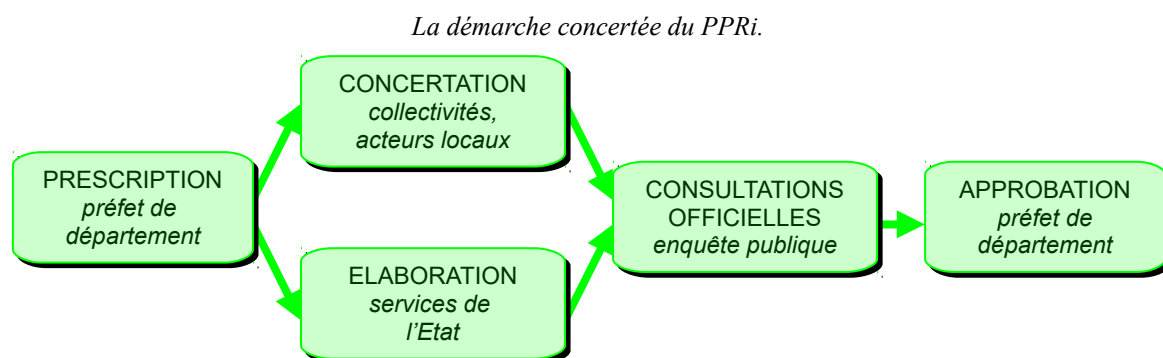 La démarche concertée du PPRi.
PRESCRIPTION
préfet de
département
CONCERTATION
collectivités,
acteurs locaux
ELABORATION
services de
l’Etat
CONSULTATIONS
OFFICIELLES
enquête publique
APPROBATION
préfet de
département